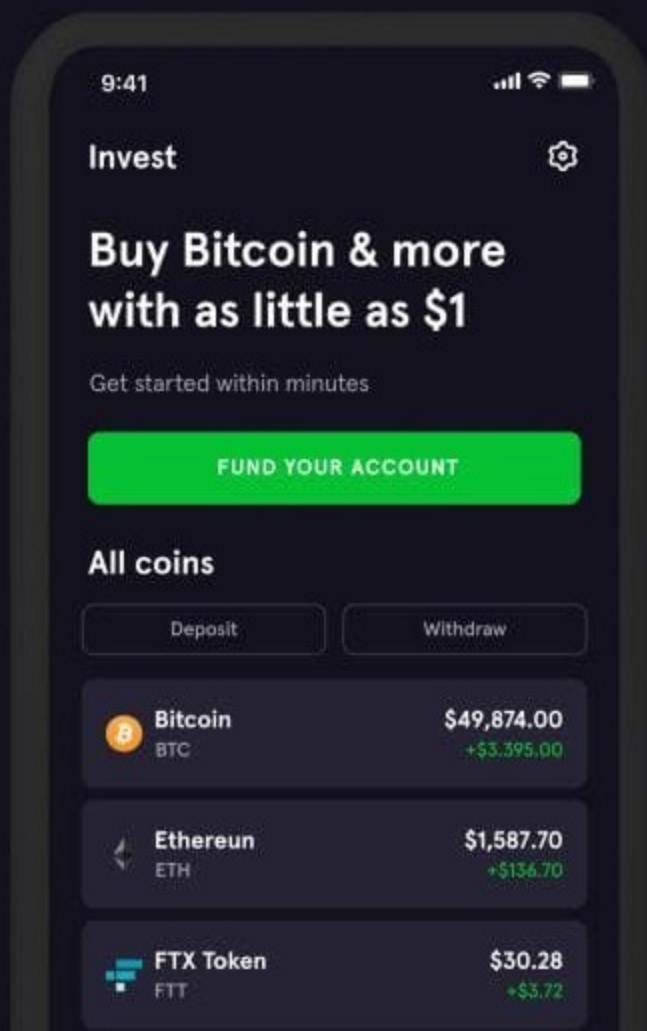 9:41
Invest
Buy Bitcoin & more
with as little as $1
Get started within minutes
FUND YOUR ACCOUNT
All coins
Deposit Withdraw
Bitcoin $49,874.00
BTC +$3.395.00
Ethereun $1,587.70
ETH +$136.70
FTX Token $30.28
FTT +$3.72